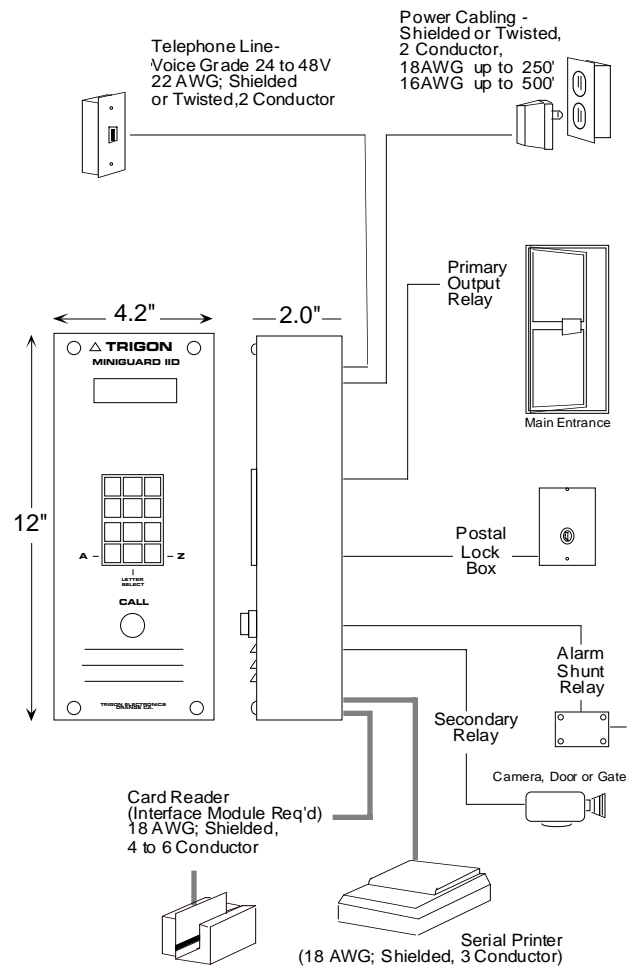 Telephone Line-
Voice Grade 24 to 48V
22 AWG; Shielded
or Twisted,2 Conductor
Power Cabling -
Shielded or Twisted,
2 Conductor,
18AWG up to 250'
16AWG up to 500'
Primary
Output
Relay
Main Entrance
4.2"
2.0"
12"
TRIGON
MINIGUARD IID
A
Z
LETTER
SELECT
CALL
TRIGON ELECTRONICS
ORANGE CA.
Postal
Lock
Box
Alarm
Shunt
Relay
Secondary
Relay
Camera, Door or Gate
Card Reader
(Interface Module Req'd)
18 AWG; Shielded,
4 to 6 Conductor
Serial Printer
(18 AWG; Shielded, 3 Conductor)